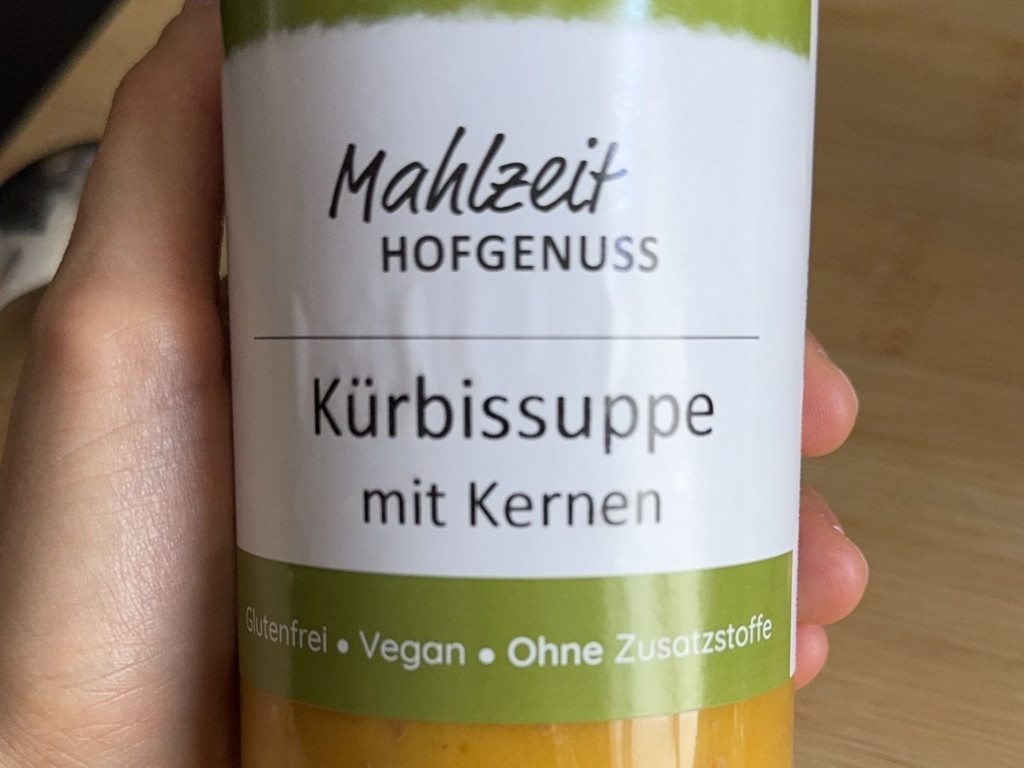 Mahlzeit
HOFGENUSS
Kürbissuppe
mit Kernen
Glutenfrei • Vegan • Ohne Zusatzstoffe